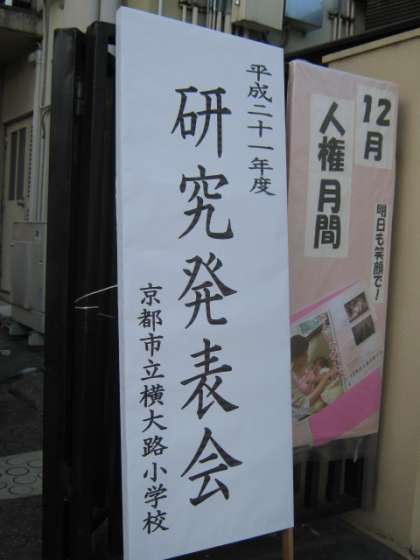 平成二十一年度
研究発表会
京都市立横大路小学校
12月
人権月間
明日も笑顔で!